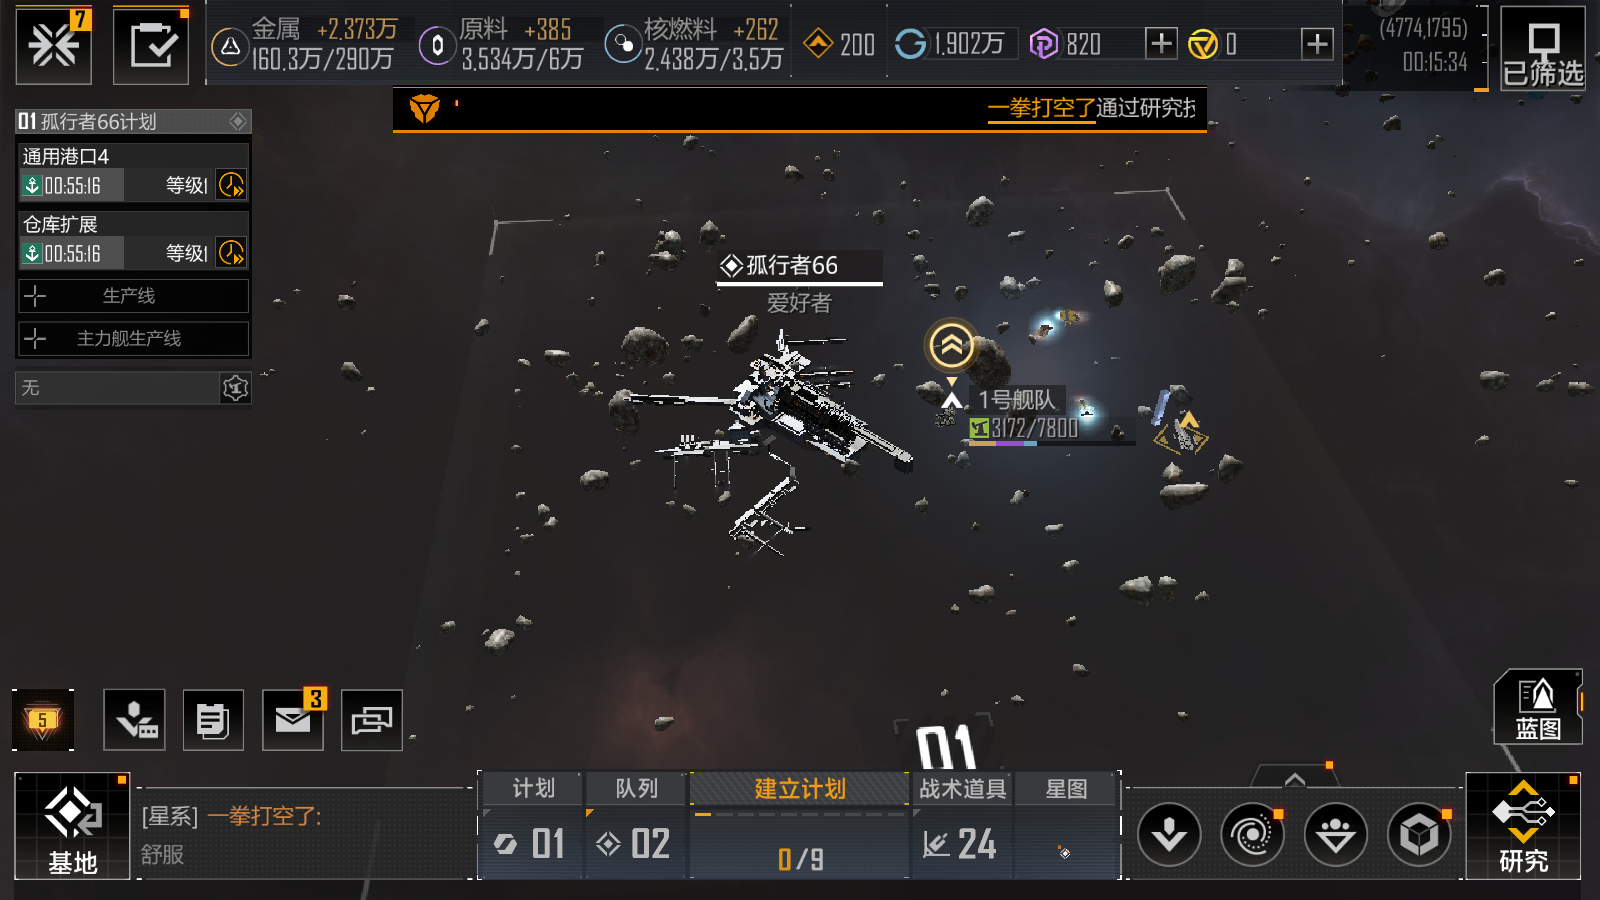 7
金属 +2.373万
160.3万/290万
原料 +385
3.534万/6万
核燃料 +262
2.438万/3.5万
200
1.902万
820
0
(4774,1795)
00:15:34
已筛选
一拳打空了通过研究技
01 孤行者66计划
通用港口4
00:55:16 等级1
仓库扩展
00:55:16 等级1
生产线
主力舰生产线
无
孤行者66
爱好者
1号舰队
3172/7800
5
3
蓝图
01
基地
[星系] 一拳打空了:
舒服
计划 队列 建立计划 战术道具 星图
01 02 0/9 24
研究